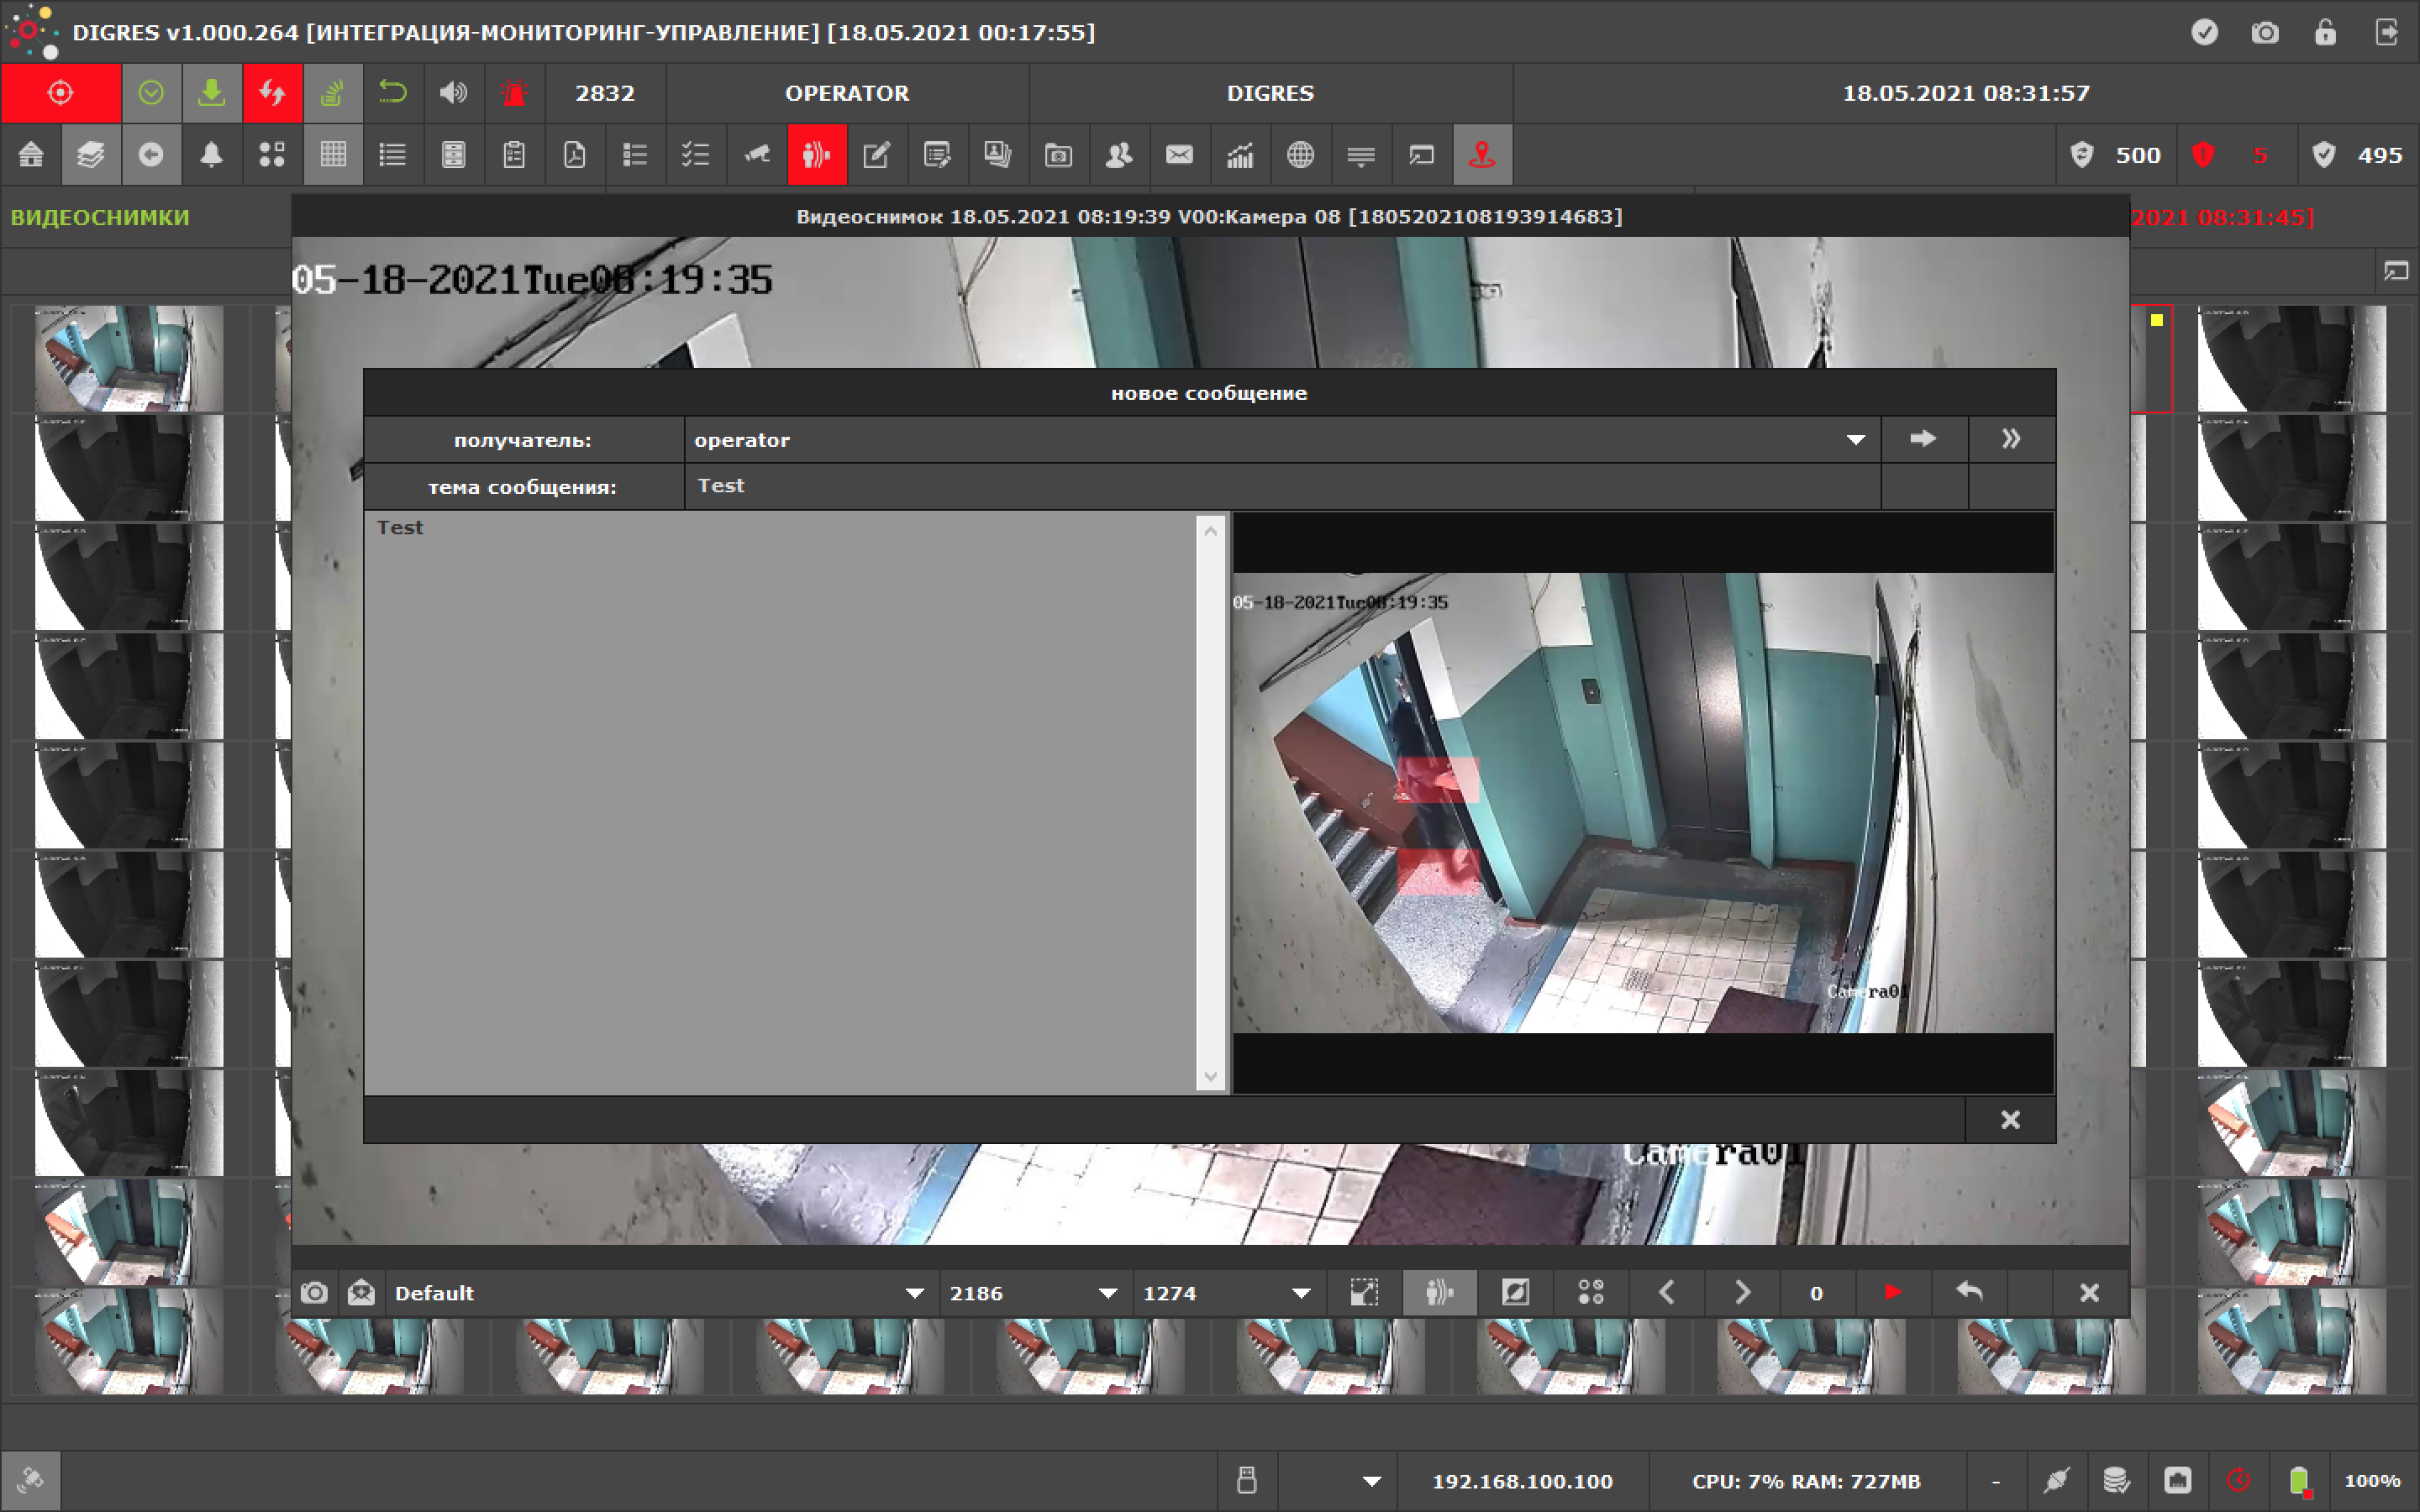 DIGRES v1.000.264 [ИНТЕГРАЦИЯ-МОНИТОРИНГ-УПРАВЛЕНИЕ] [18.05.2021 00:17:55]
2832 OPERATOR DIGRES 18.05.2021 08:31:57
500 5 495
ВИДЕОСНИМКИ
Видеоснимок 18.05.2021 08:19:39 V00:Камера 08 [1805202108193914683]
2021 08:31:45]
05-18-2021Tue08:19:35
новое сообщение
получатель: operator
тема сообщения: Test
Test
05-18-2021Tue08:19:35
Camera01
Camera01
Default 2186 1274 0
192.168.100.100 CPU: 7% RAM: 727MB - 100%